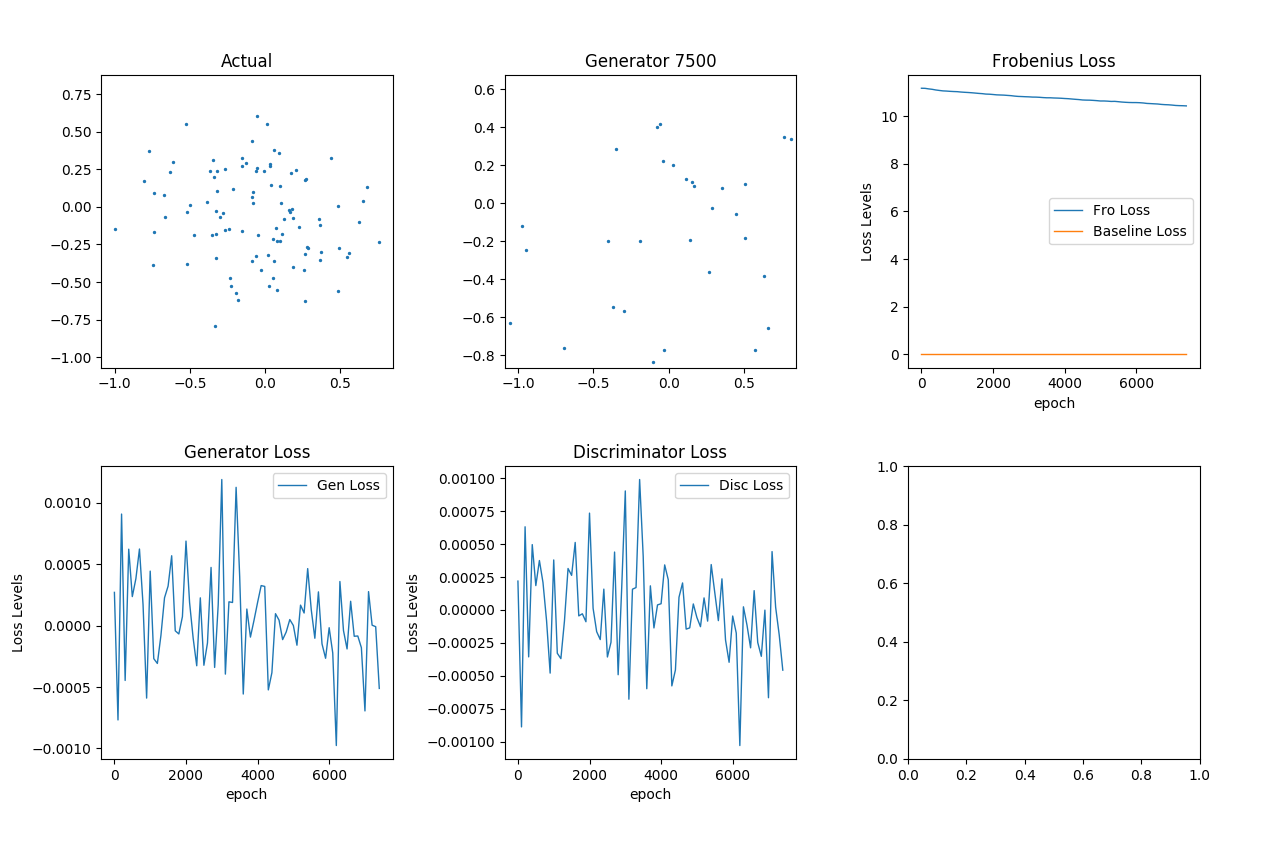 Actual
0.75
0.50
0.25
0.00
−0.25
−0.50
−0.75
−1.00
−1.0 −0.5 0.0 0.5
Generator 7500
0.6
0.4
0.2
0.0
−0.2
−0.4
−0.6
−0.8
−1.0 −0.5 0.0 0.5
Frobenius Loss
Loss Levels
10
8
6
4
2
0
Fro Loss
Baseline Loss
0 2000 4000 6000
epoch
Generator Loss
Loss Levels
0.0010
0.0005
0.0000
−0.0005
−0.0010
Gen Loss
0 2000 4000 6000
epoch
Discriminator Loss
Loss Levels
0.00100
0.00075
0.00050
0.00025
0.00000
−0.00025
−0.00050
−0.00075
−0.00100
Disc Loss
0 2000 4000 6000
epoch
1.0
0.8
0.6
0.4
0.2
0.0
0.0 0.2 0.4 0.6 0.8 1.0